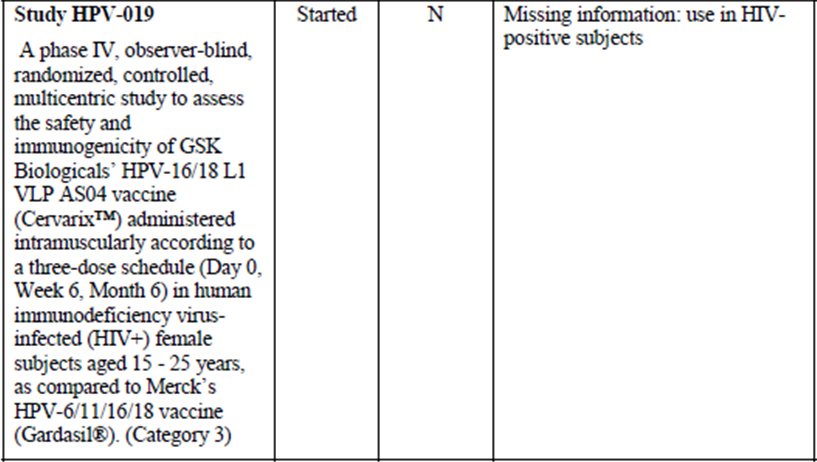 Study HPV-019
Started
N
Missing information: use in HIV-
positive subjects
A phase IV, observer-blind,
randomized, controlled,
multicentric study to assess
the safety and
immunogenicity of GSK
Biologicals’ HPV-16/18 L1
VLP AS04 vaccine
(Cervarix™) administered
intramuscularly according to
a three-dose schedule (Day 0,
Week 6, Month 6) in human
immunodeficiency virus-
infected (HIV+) female
subjects aged 15 - 25 years,
as compared to Merck’s
HPV-6/11/16/18 vaccine
(Gardasil®). (Category 3)